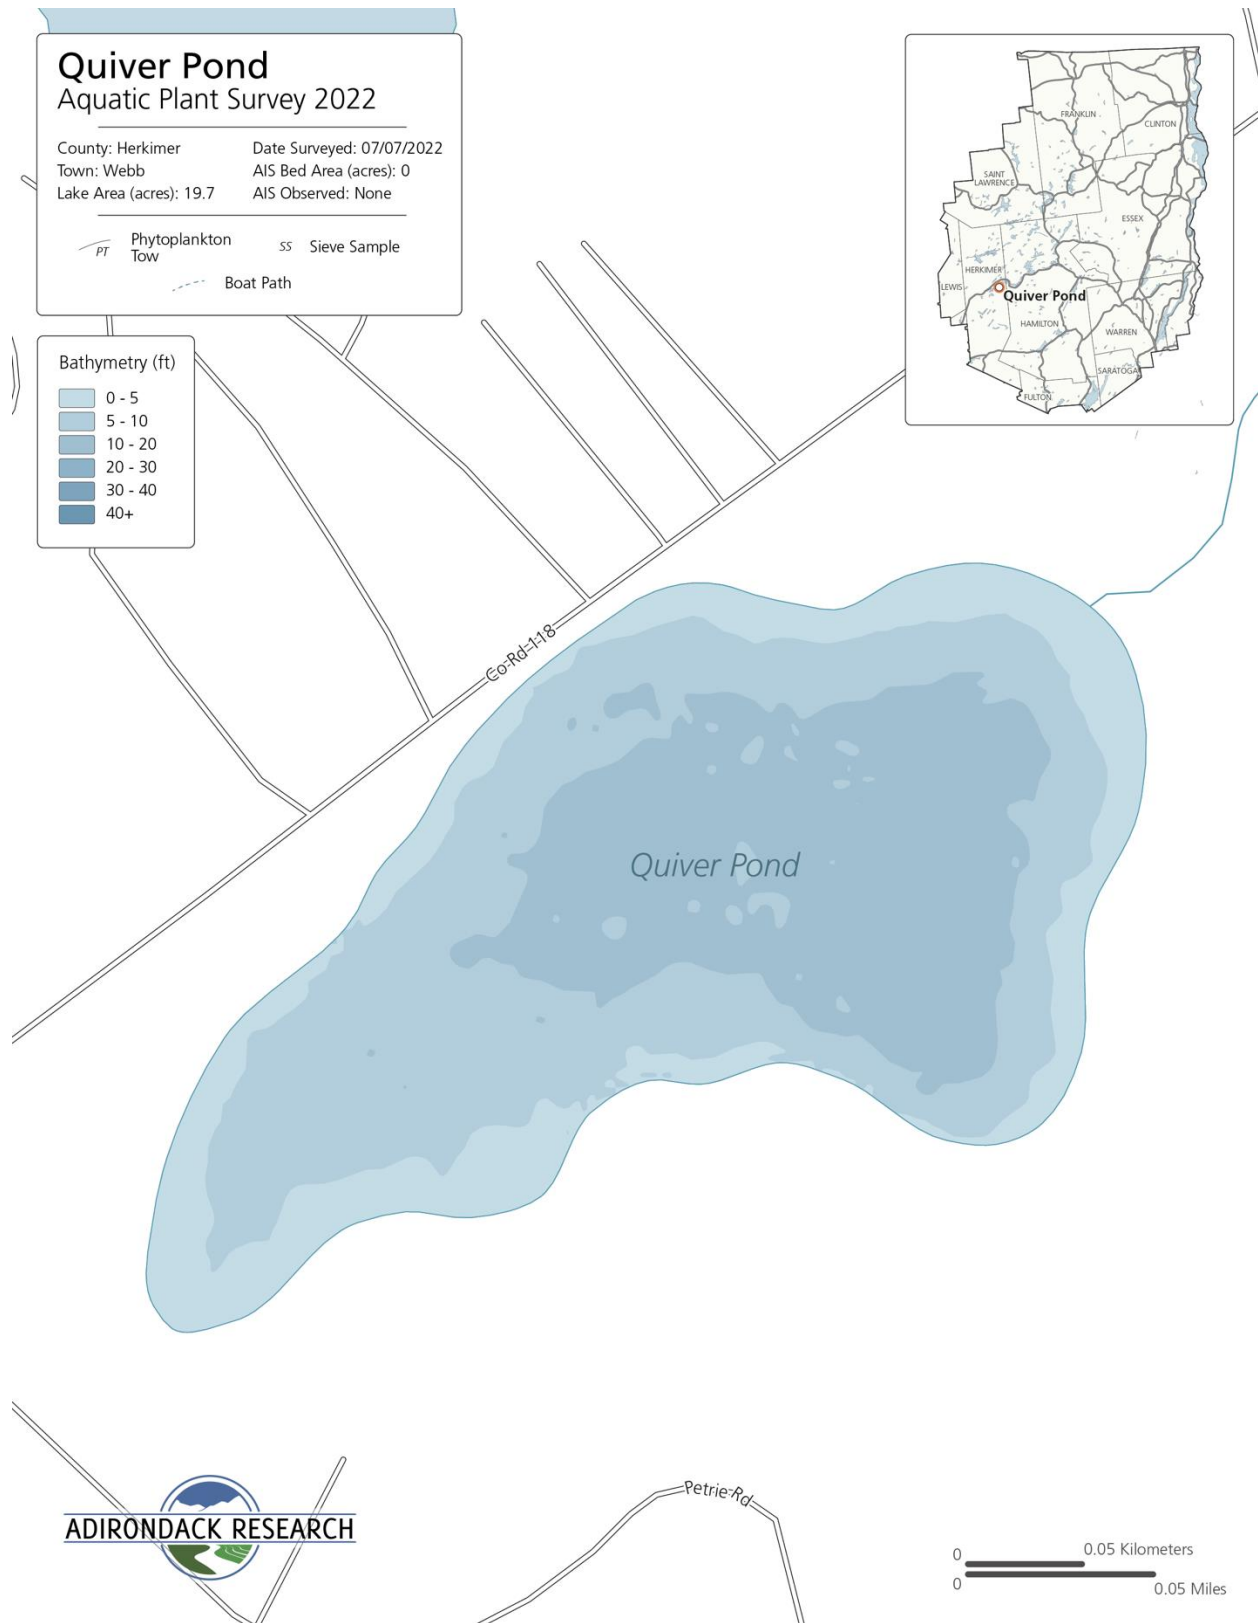 Quiver Pond
Aquatic Plant Survey 2022
County: Herkimer
Date Surveyed: 07/07/2022
Town: Webb
AIS Bed Area (acres): 0
Lake Area (acres): 19.7
AIS Observed: None
PT
Phytoplankton
Tow
SS
Sieve Sample
Boat Path
Bathymetry (ft)
0 - 5
5 - 10
10 - 20
20 - 30
30 - 40
40+
FRANKLIN
CLINTON
SAINT
LAWRENCE
ESSEX
HERKIMER
LEWIS
Quiver Pond
HAMILTON
WARREN
SARATOGA
FULTON
Co Rd 118
Quiver Pond
Petrie Rd
ADIRONDACK RESEARCH
0
0.05 Kilometers
0
0.05 Miles